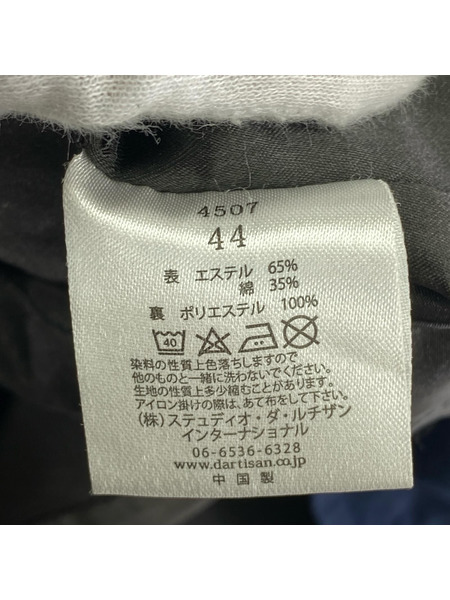 4507
44
表 エステル 65%
綿 35%
裏 ポリエステル 100%
40
染料の性質上色落ちしますので
他のものと一緒に洗わないでください。
生地の性質上多少縮むことがあります。
アイロン掛けの際は、あて布をして下さい。
(株) ステュディオ・ダ・ルチザン
インターナショナル
06-6536-6328
www.dartisan.co.jp
中国製